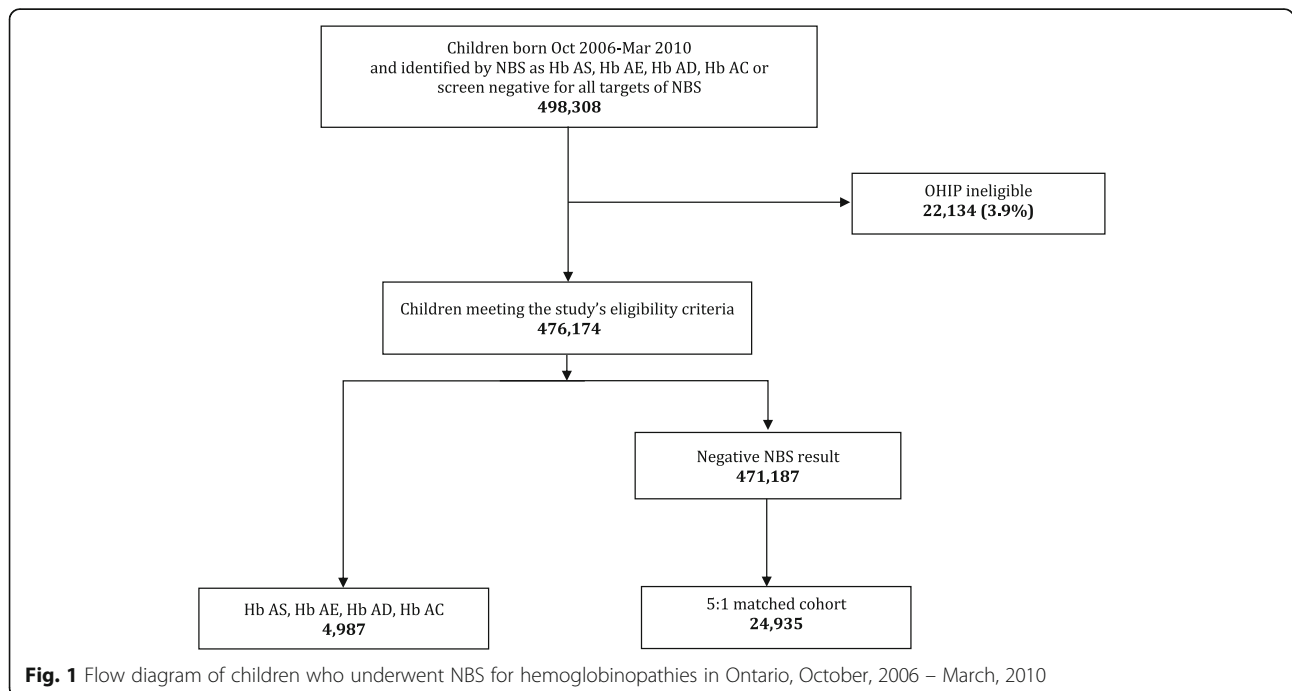 Children born Oct 2006-Mar 2010
and identified by NBS as Hb AS, Hb AE, Hb AD, Hb AC or
screen negative for all targets of NBS
498,308
OHIP ineligible
22,134 (3.9%)
Children meeting the study's eligibility criteria
476,174
Negative NBS result
471,187
Hb AS, Hb AE, Hb AD, Hb AC
4,987
5:1 matched cohort
24,935
Fig. 1 Flow diagram of children who underwent NBS for hemoglobinopathies in Ontario, October, 2006 – March, 2010